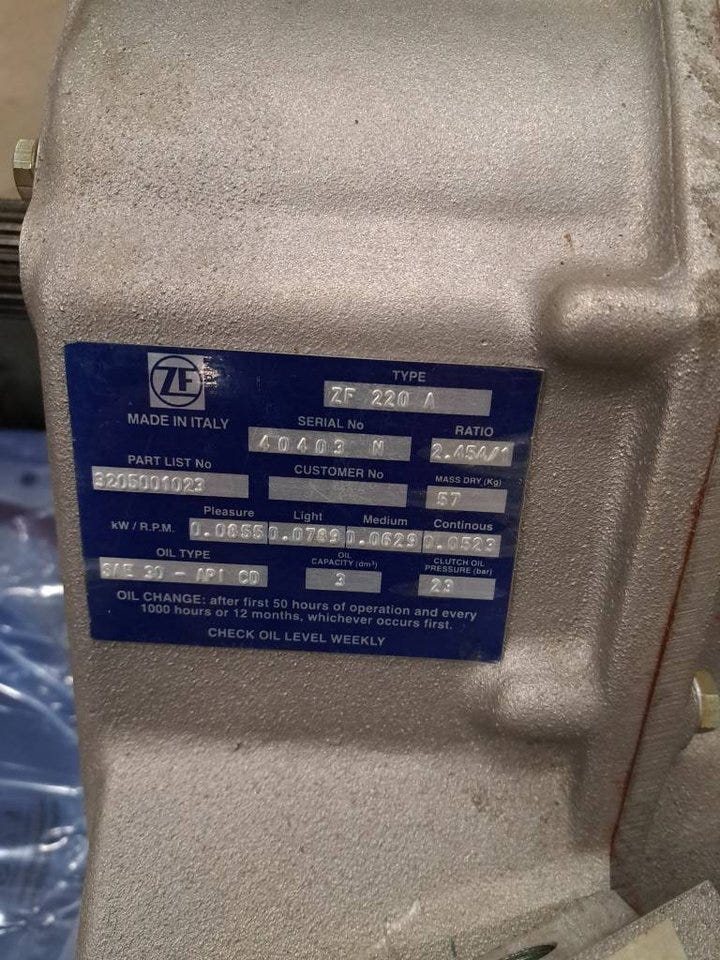 ZF
TYPE
ZF 220 A
MADE IN ITALY
SERIAL No
40403 N
RATIO
2.454/1
PART LIST No
3205001023
CUSTOMER No
MASS DRY (Kg)
57
Pleasure Light Medium Continous
kW / R.P.M. 0.0855 0.0789 0.0629 0.0523
OIL TYPE
SAE 30 - API CD
OIL CAPACITY (dm³)
3
CLUTCH OIL PRESSURE (bar)
23
OIL CHANGE: after first 50 hours of operation and every
1000 hours or 12 months, whichever occurs first.
CHECK OIL LEVEL WEEKLY